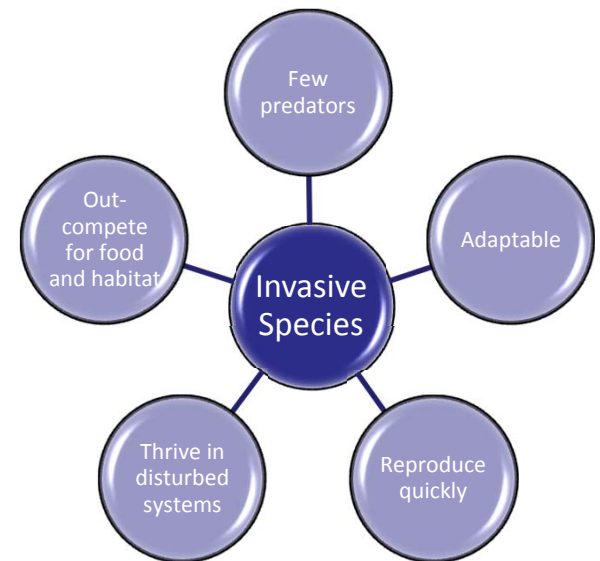 Few
predators
Out-
compete
for food
and habitat
Adaptable
Invasive
Species
Thrive in
disturbed
systems
Reproduce
quickly